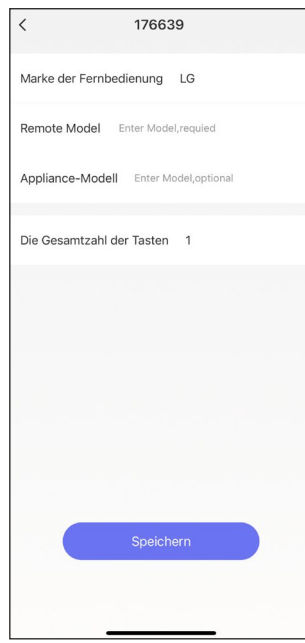 176639
Marke der Fernbedienung LG
Remote Model Enter Model,requied
Appliance-Modell Enter Model,optional
Die Gesamtzahl der Tasten 1
Speichern